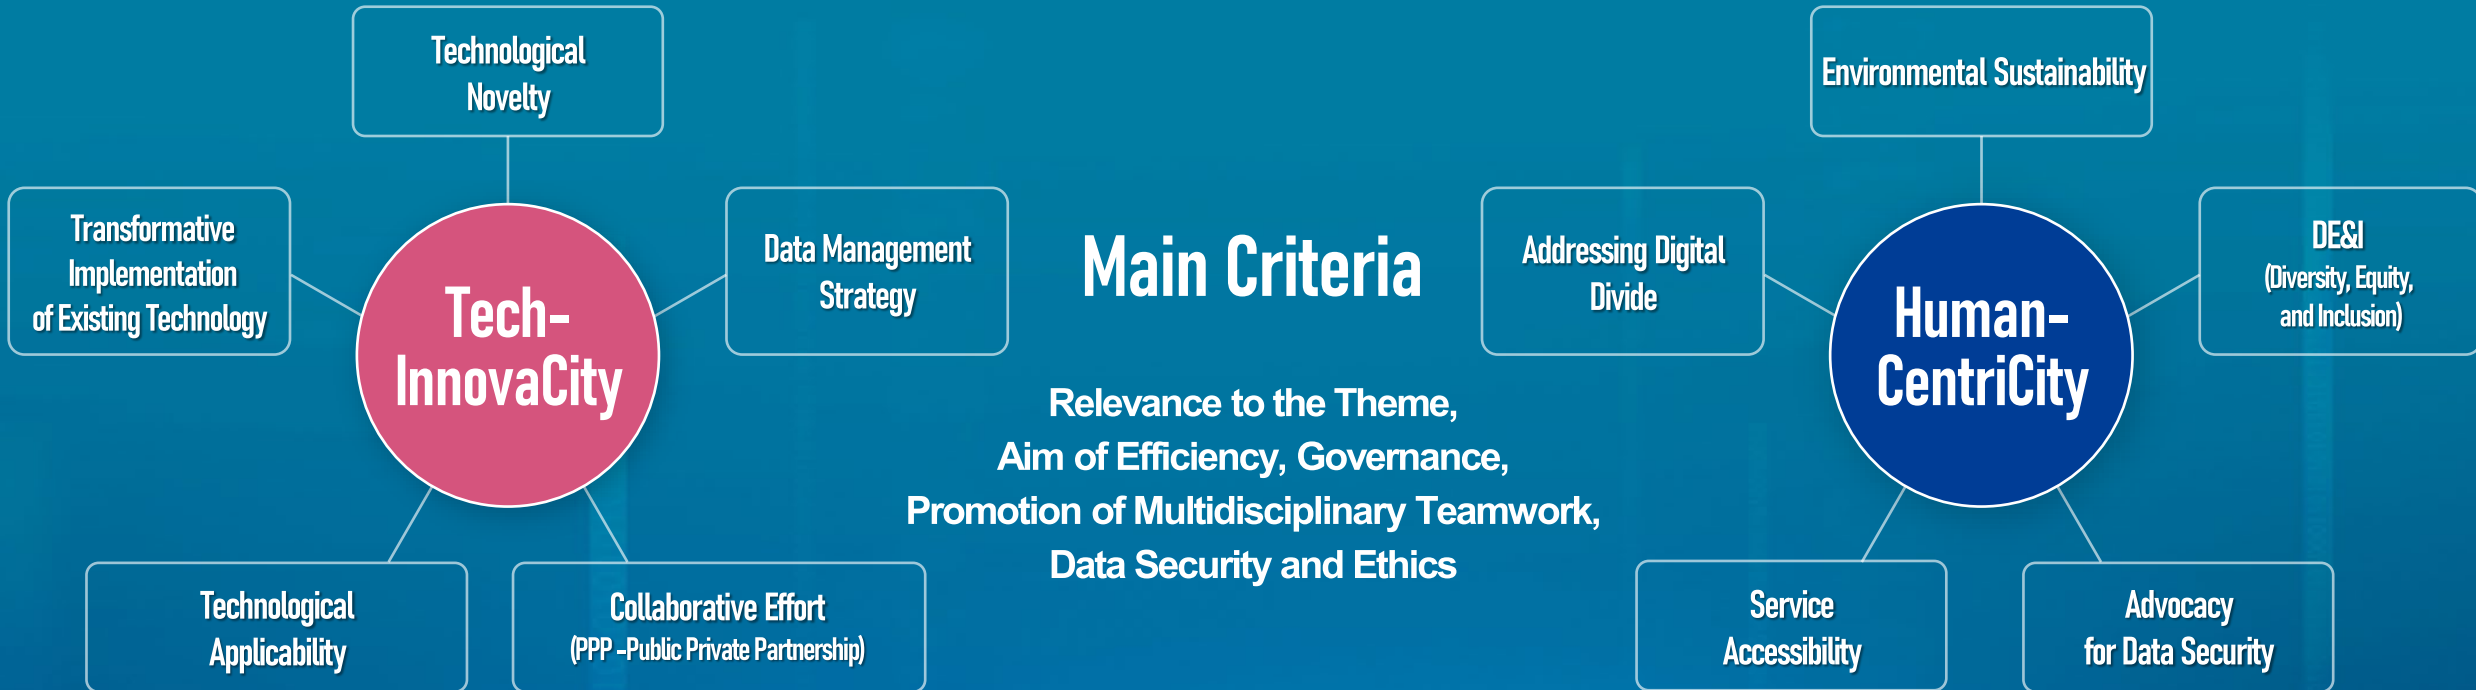 Technological
Novelty
Transformative
Implementation
of Existing Technology
Data Management
Strategy
Tech-
InnovaCity
Technological
Applicability
Collaborative Effort
(PPP -Public Private Partnership)
Main Criteria
Relevance to the Theme,
Aim of Efficiency, Governance,
Promotion of Multidisciplinary Teamwork,
Data Security and Ethics
Environmental Sustainability
Addressing Digital
Divide
DE&I
(Diversity, Equity,
and Inclusion)
Human-
CentriCity
Service
Accessibility
Advocacy
for Data Security